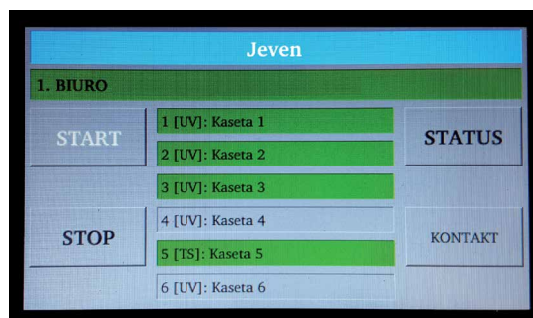 Jeven
1. BIURO
START
1 [UV]: Kaseta 1
2 [UV]: Kaseta 2
3 [UV]: Kaseta 3
4 [UV]: Kaseta 4
5 [TS]: Kaseta 5
6 [UV]: Kaseta 6
STOP
STATUS
KONTAKT